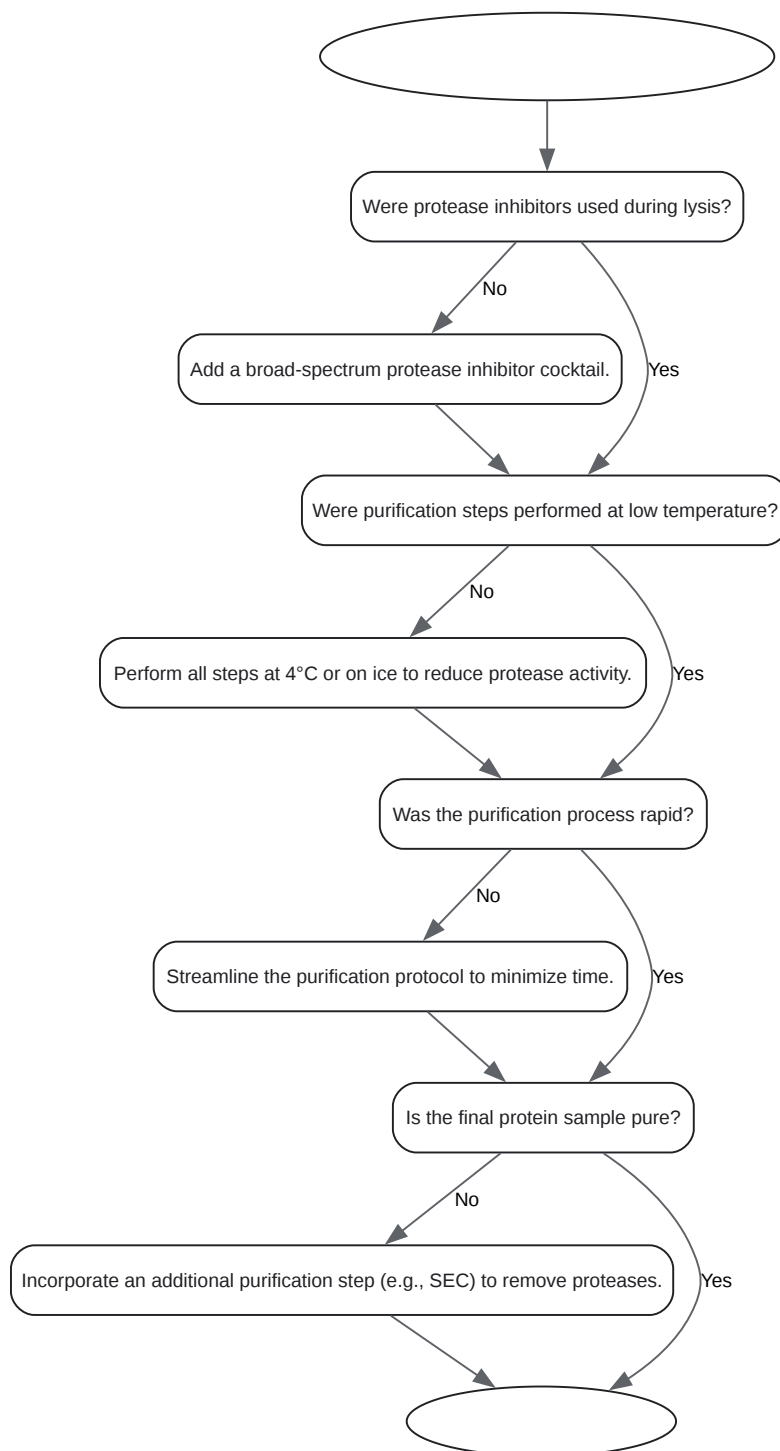 Were protease inhibitors used during lysis?
No
Add a broad-spectrum protease inhibitor cocktail.
Yes
Were purification steps performed at low temperature?
No
Perform all steps at 4°C or on ice to reduce protease activity.
Yes
Was the purification process rapid?
No
Streamline the purification protocol to minimize time.
Yes
Is the final protein sample pure?
No
Incorporate an additional purification step (e.g., SEC) to remove proteases.
Yes